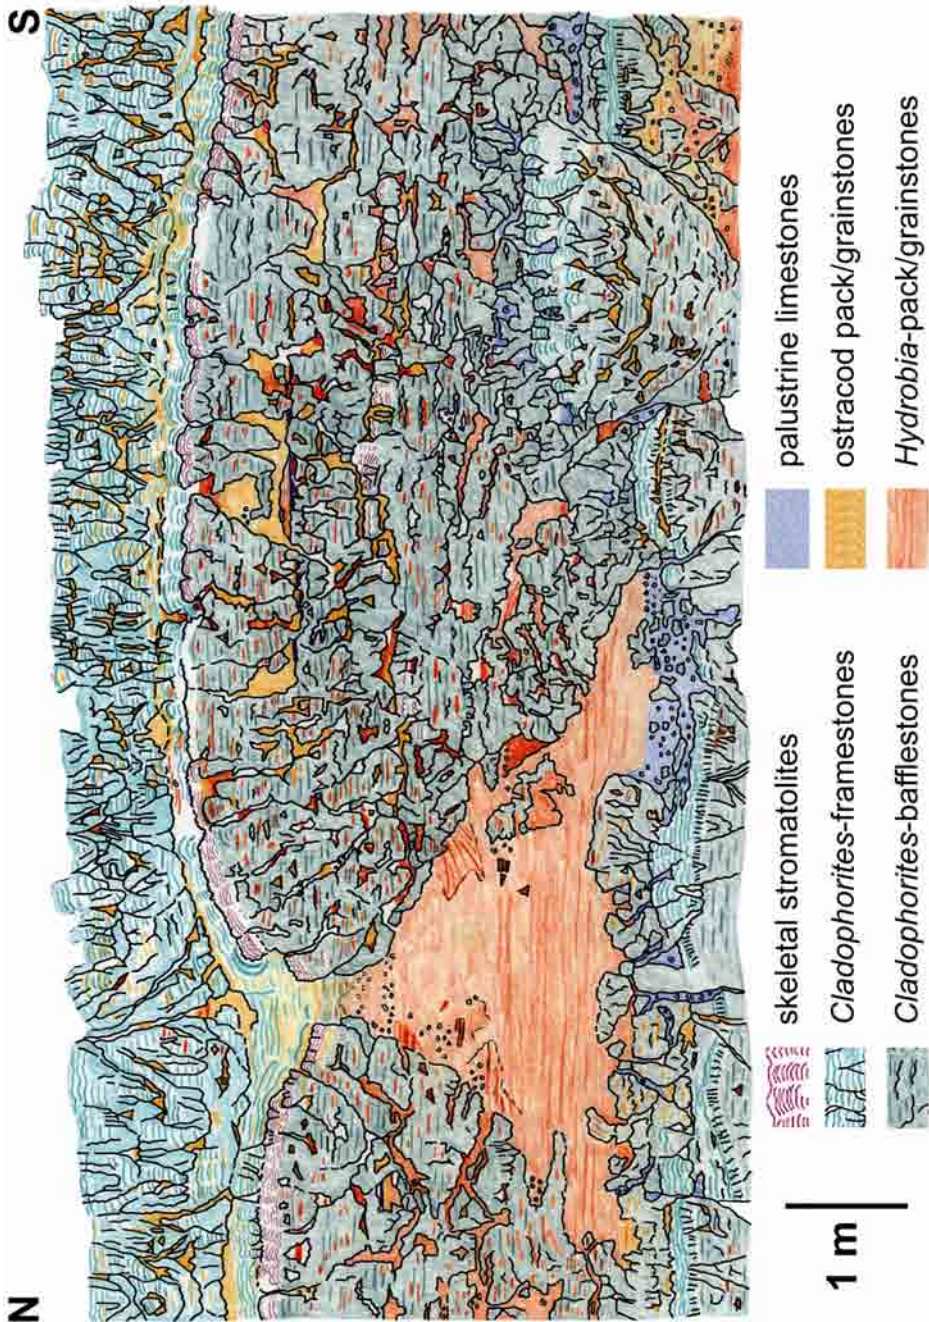 N
S
1 m
skeletal stromatolites
Cladophorites-framestones
Cladophorites-bafflestones
palustrine limestones
ostracod pack/grainstones
Hydrobia-pack/grainstones